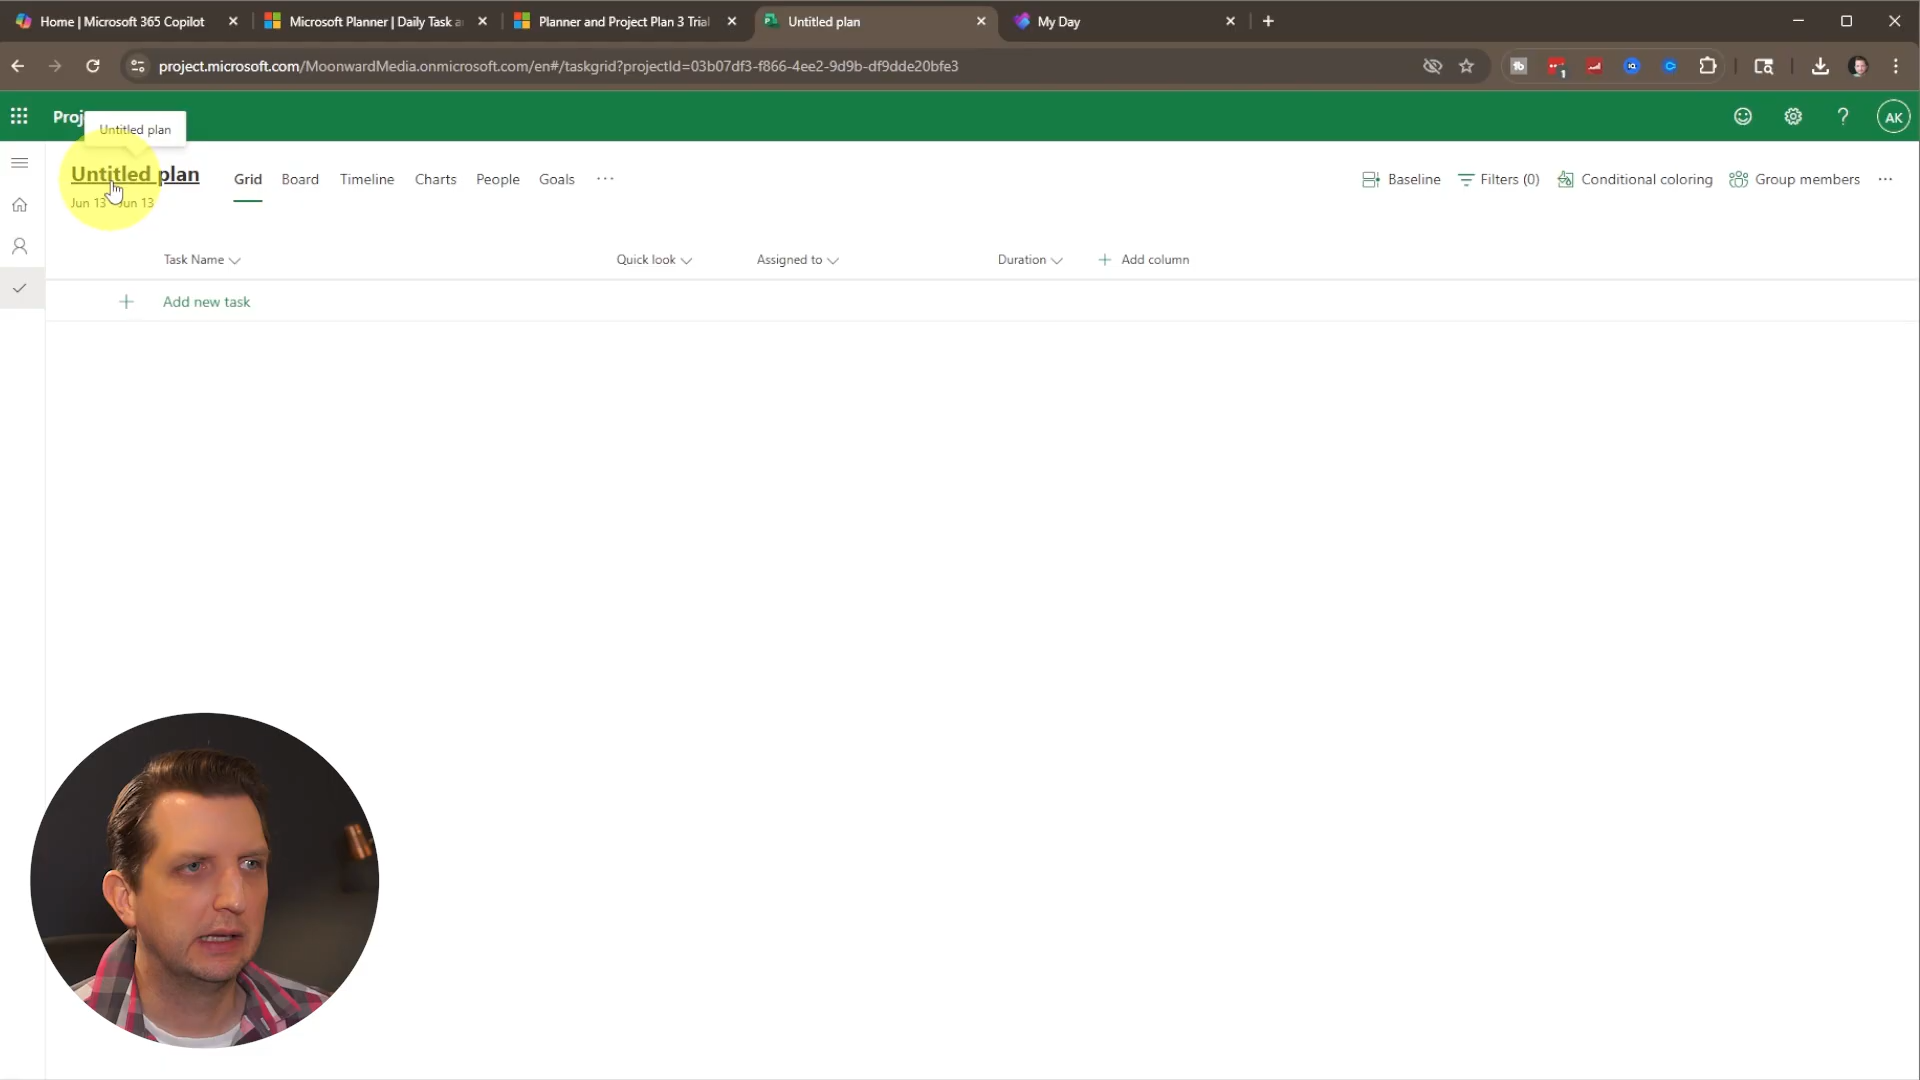 Home | Microsoft 365 Copilot
Microsoft Planner | Daily Task a
Planner and Project Plan 3 Trial
Untitled plan
My Day
project.microsoft.com/MoonwardMedia.onmicrosoft.com/en#/taskgrid?projectId=03b07df3-f866-4ee2-9d9b-df9dde20bfe3
1
Proj
Untitled plan
AK
Untitled plan
Jun 13 - Jun 13
Grid
Board
Timeline
Charts
People
Goals
...
Baseline
Filters (0)
Conditional coloring
Group members
...
Task Name
Quick look
Assigned to
Duration
+ Add column
+ Add new task